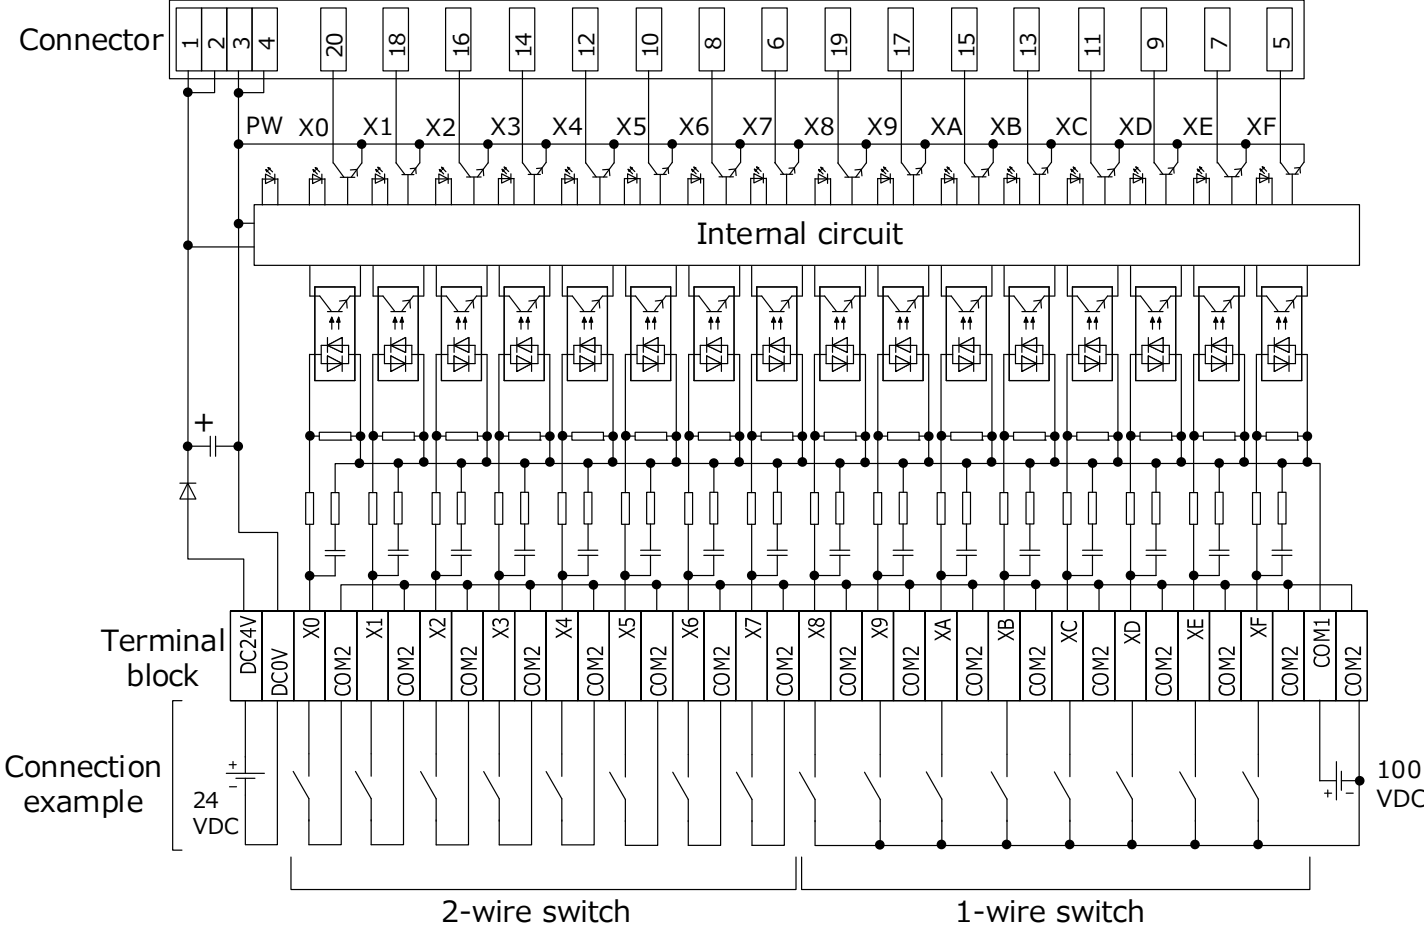 Connector 1 2 3 4 20 18 16 14 12 10 8 6 19 17 15 13 11 9 7 5
PW X0 X1 X2 X3 X4 X5 X6 X7 X8 X9 XA XB XC XD XE XF
Internal circuit
+
Terminal block
DC24V DC0V X0 COM2 X1 COM2 X2 COM2 X3 COM2 X4 COM2 X5 COM2 X6 COM2 X7 COM2 X8 COM2 X9 COM2 XA COM2 XB COM2 XC COM2 XD COM2 XE COM2 XF COM2 COM1 COM2
Connection
example
+
-
24
VDC
+ -
100
VDC
2-wire switch 1-wire switch